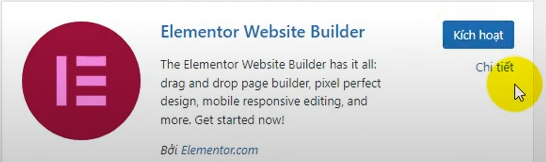 Elementor Website Builder
Kích hoạt
Chi tiết
The Elementor Website Builder has it all:
drag and drop page builder, pixel perfect
design, mobile responsive editing, and
more. Get started now!
Bởi Elementor.com